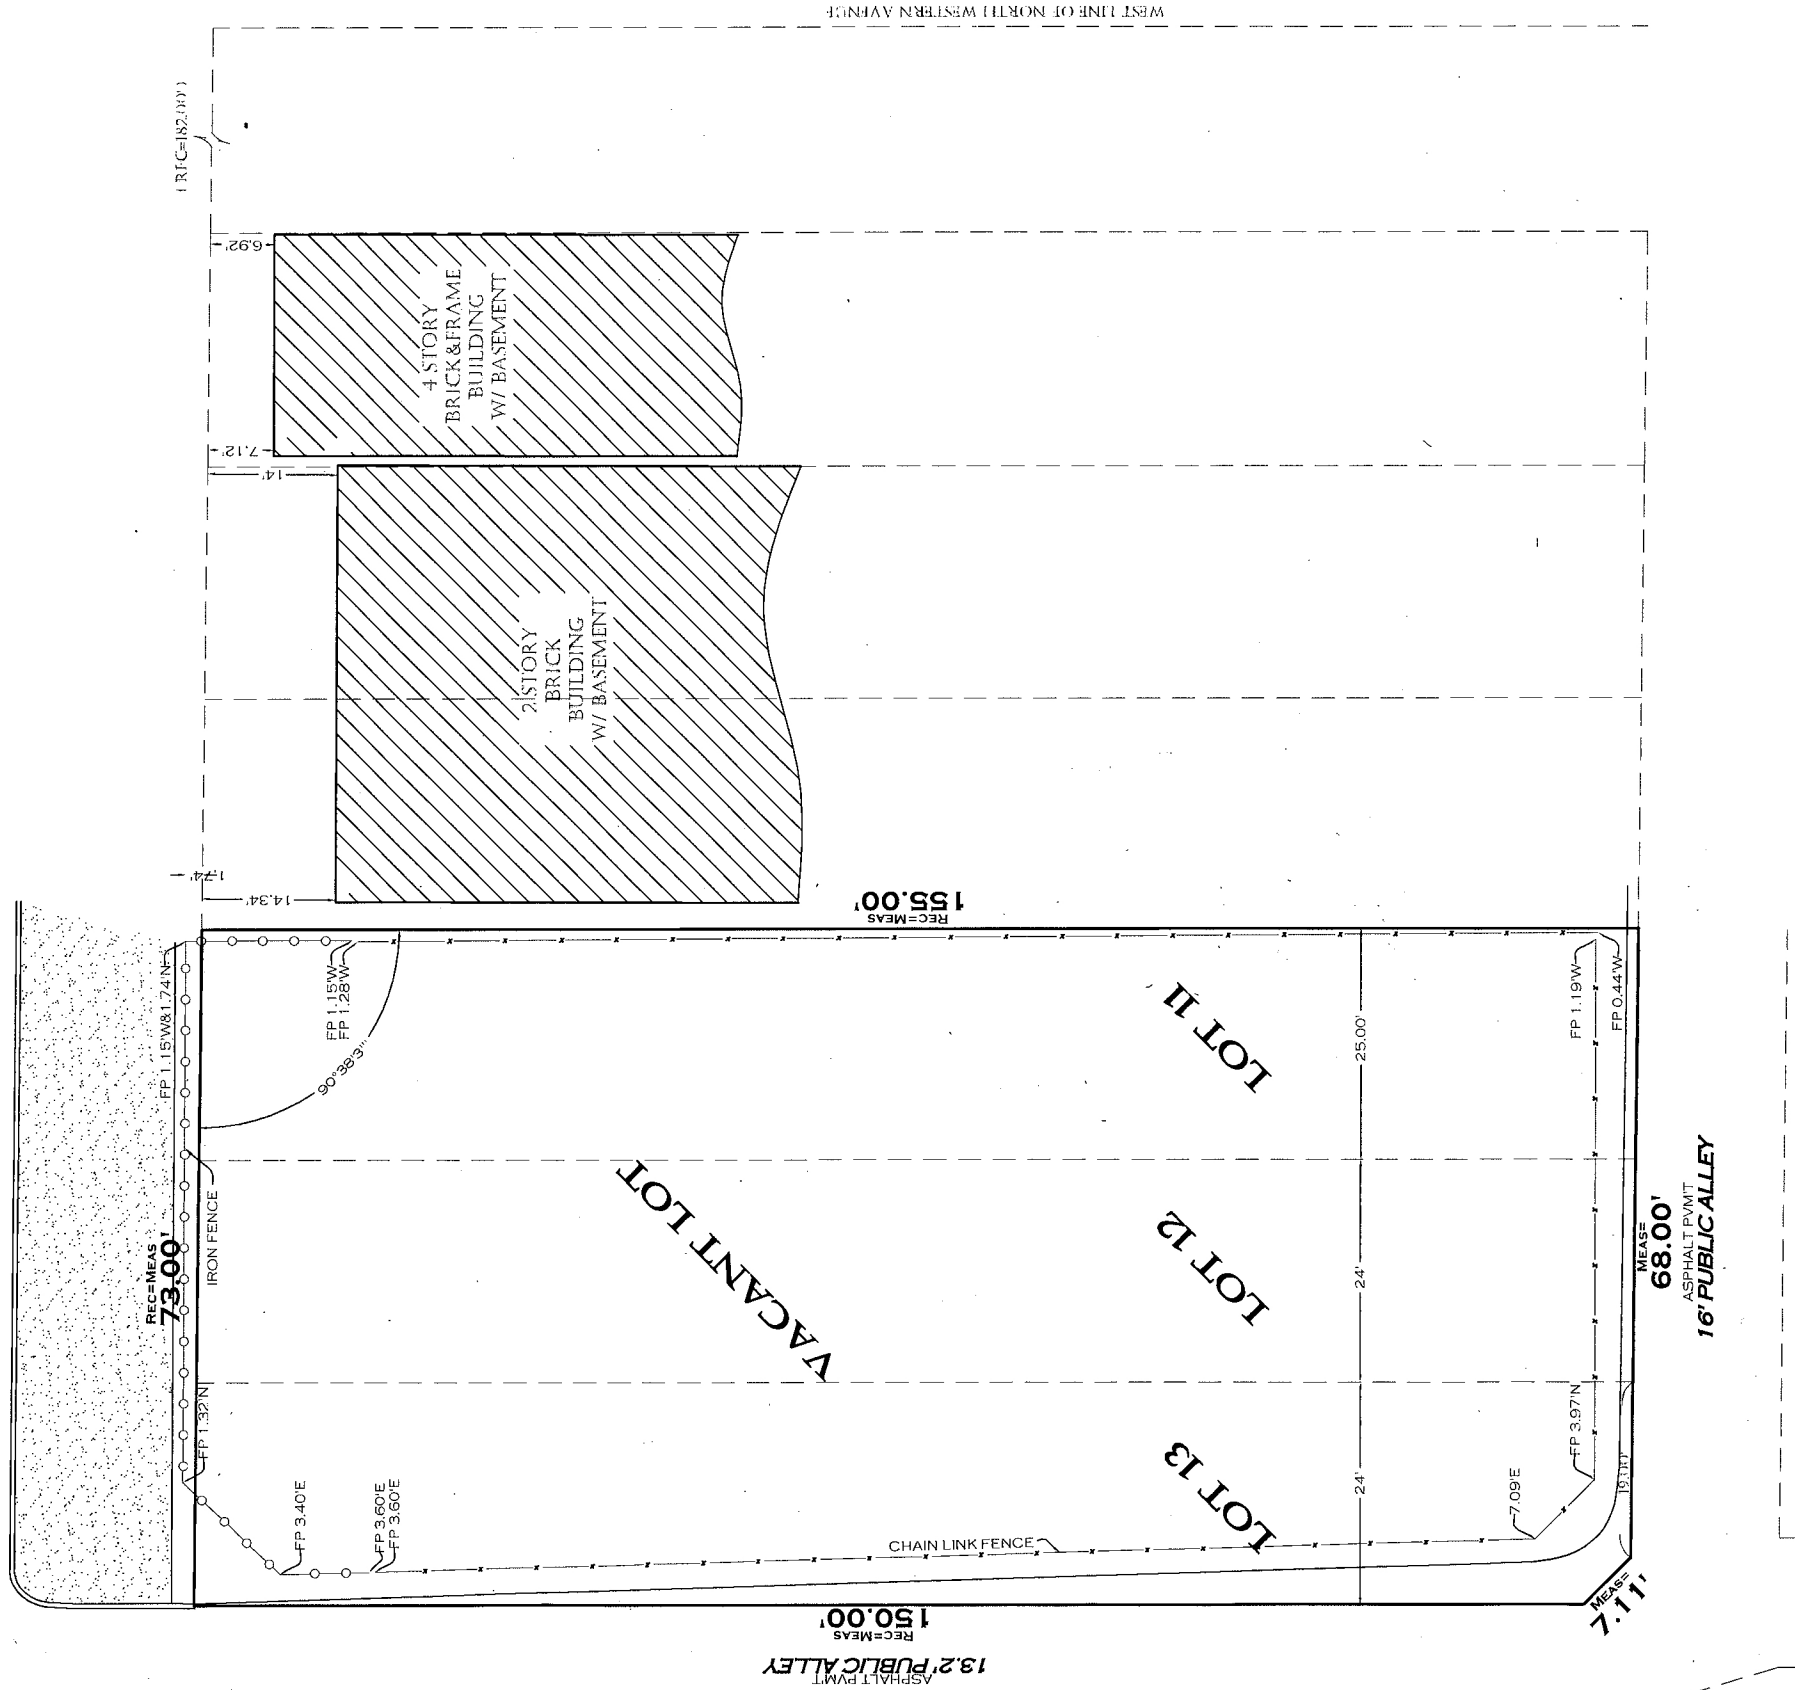 WEST LINE OF NORTH WESTERN AVENUE
6.92'
4 STORY
BRICK&FRAME
BUILDING
W/ BASEMENT
7.12'
14'
2 STORY
BRICK
BUILDING
W/ BASEMENT
1.74'
14.34'
155.00'
REC=MEAS
FP 1.15'W&1.74'N
FP 1.15'W
FP 1.28'W
FP 1.19'W
FP 0.44'W
LOT 11
25.00'
REC=MEAS
73.00'
IRON FENCE
VACANT LOT
LOT 12
24'
MEAS=
68.00'
ASPHALT PVM'T
16' PUBLIC ALLEY
FP 1.32'N
FP 3.97'N
FP 3.40'E
FP 3.60'E
FP 3.60'E
LOT 13
24'
7.09'E
CHAIN LINK FENCE
MEAS=
7.11'
150.00'
REC=MEAS
13.2' PUBLIC ALLEY
ASPHALT PVM'T